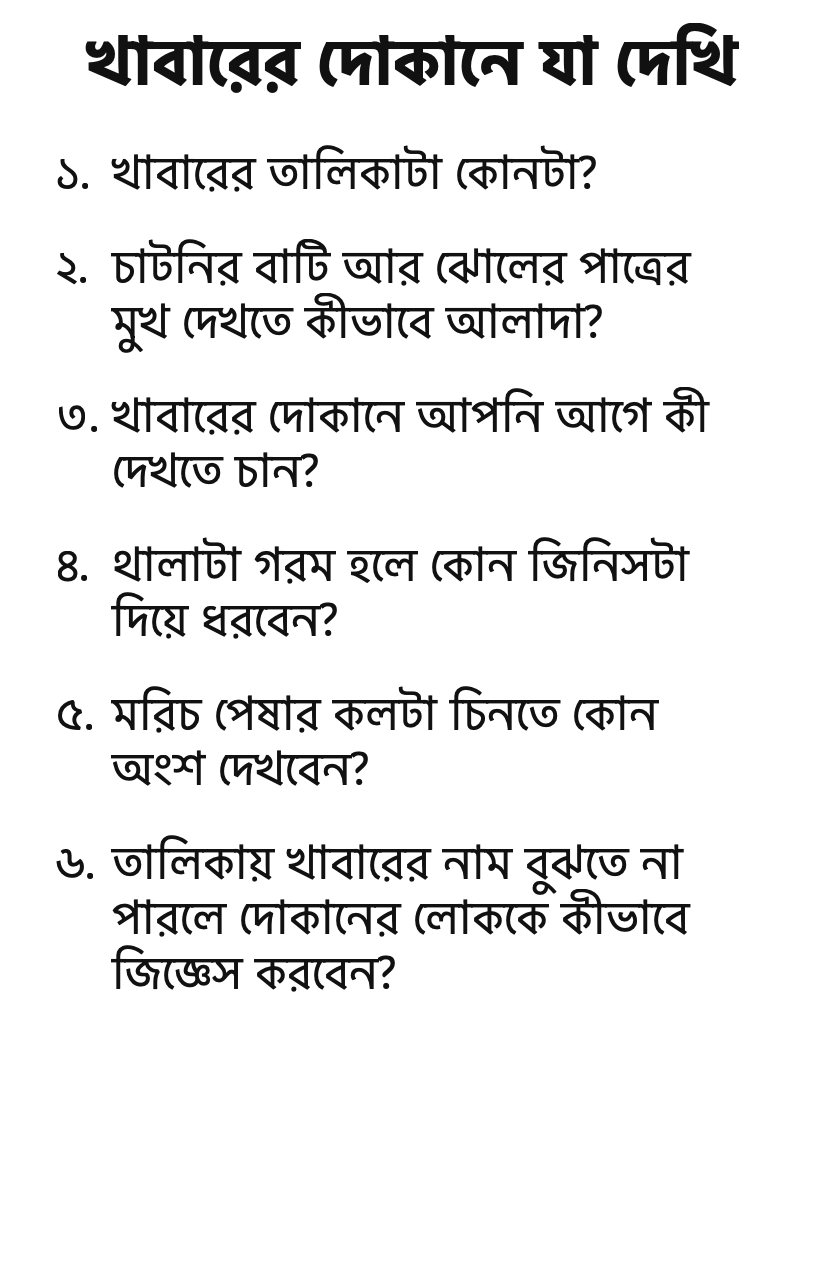 খাবারের দোকানে যা দেখি
১. খাবারের তালিকাটা কোনটা?
২. চাটনির বাটি আর ঝোলের পাত্রের
মুখ দেখতে কীভাবে আলাদা?
৩. খাবারের দোকানে আপনি আগে কী
দেখতে চান?
৪. থালাটা গরম হলে কোন জিনিসটা
দিয়ে ধরবেন?
৫. মরিচ পেষার কলটা চিনতে কোন
অংশ দেখবেন?
৬. তালিকায় খাবারের নাম বুঝতে না
পারলে দোকানের লোককে কীভাবে
জিজ্ঞেস করবেন?